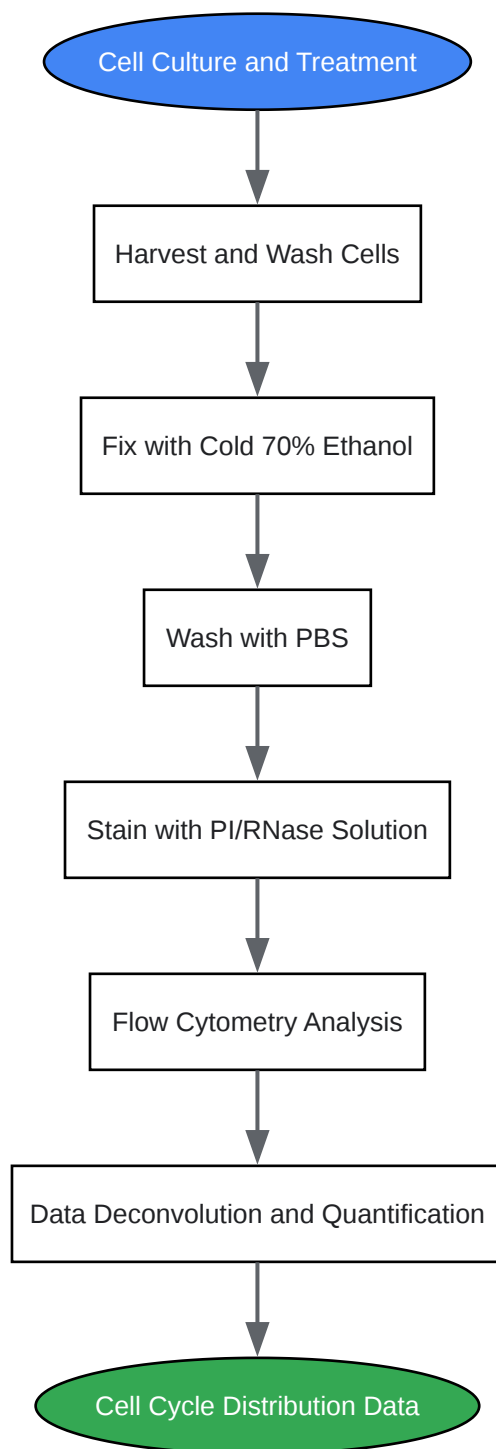 Cell Culture and Treatment
Harvest and Wash Cells
Fix with Cold 70% Ethanol
Wash with PBS
Stain with PI/RNase Solution
Flow Cytometry Analysis
Data Deconvolution and Quantification
Cell Cycle Distribution Data